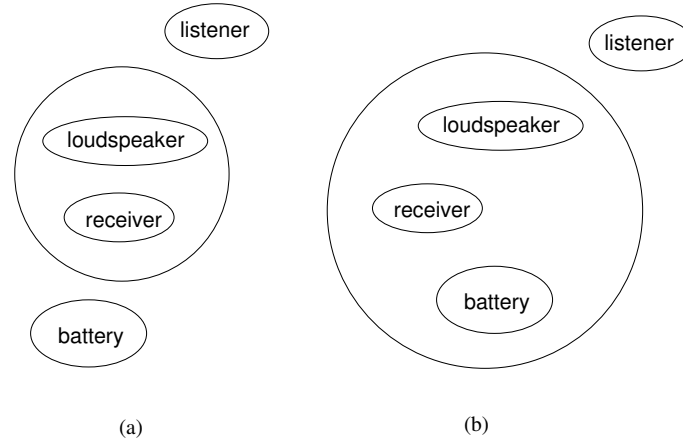 listener
loudspeaker
receiver
battery
(a)
listener
loudspeaker
receiver
battery
(b)